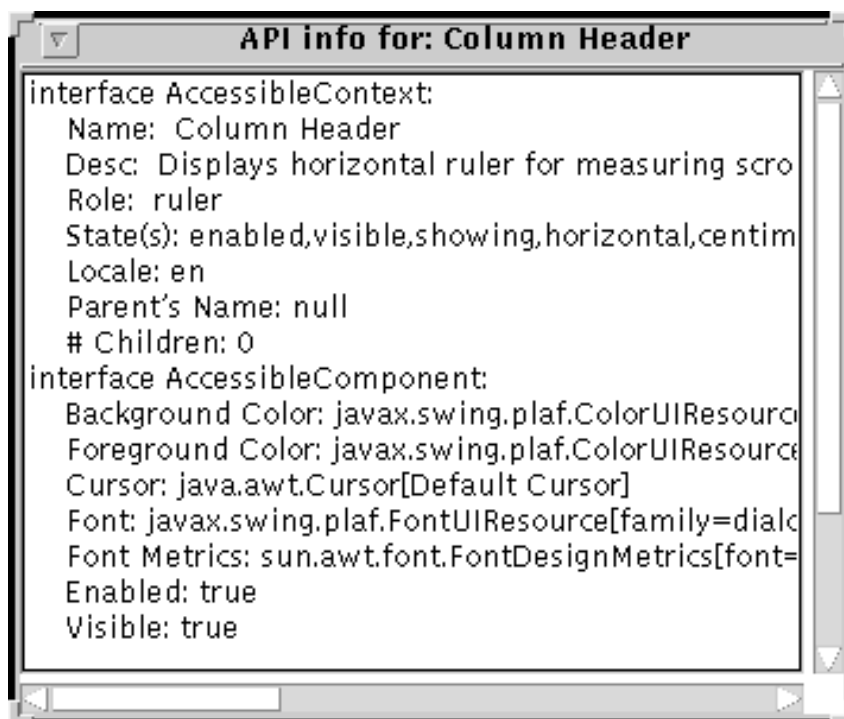 API info for: Column Header
interface AccessibleContext:
Name: Column Header
Desc: Displays horizontal ruler for measuring scro
Role: ruler
State(s): enabled,visible,showing,horizontal,centim
Locale: en
Parent's Name: null
# Children: 0
interface AccessibleComponent:
Background Color: javax.swing.plaf.ColorUIResourc
Foreground Color: javax.swing.plaf.ColorUIResource
Cursor: java.awt.Cursor[Default Cursor]
Font: javax.swing.plaf.FontUIResource[family=dialo
Font Metrics: sun.awt.font.FontDesignMetrics[font=
Enabled: true
Visible: true